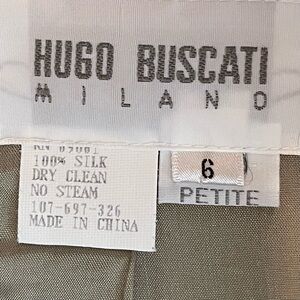 HUGO BUSCATI
MILANO
100% SILK
DRY CLEAN
NO STEAM
107-697-326
MADE IN CHINA
6
PETITE